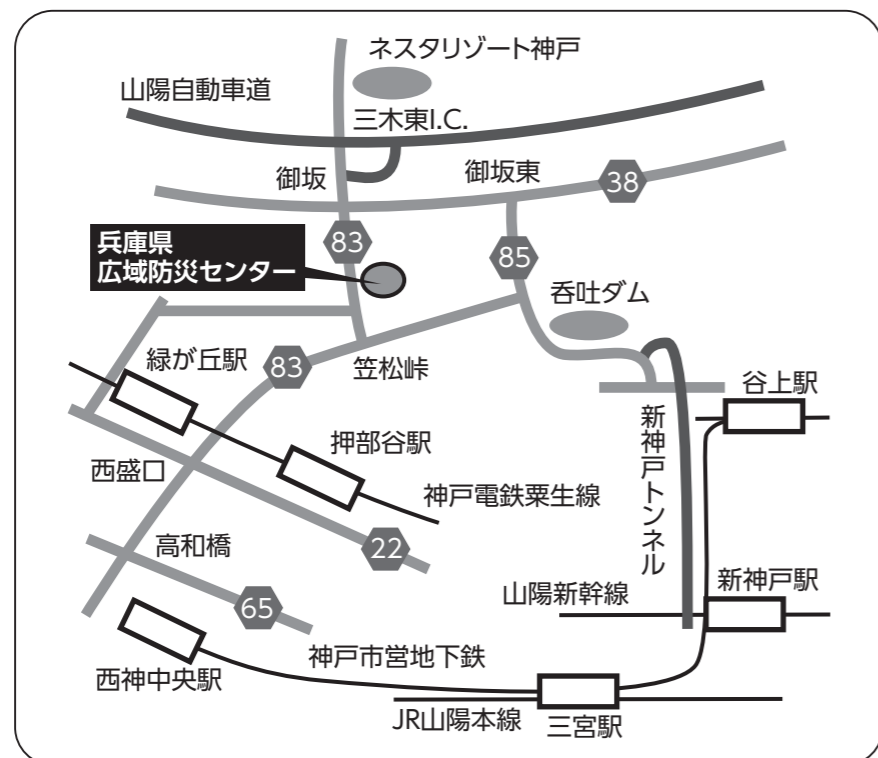 ネスタリゾート神戸
山陽自動車道
三木東I.C.
御坂
御坂東
38
兵庫県
広域防災センター
83
85
呑吐ダム
緑が丘駅
83
笠松峠
谷上駅
押部谷駅
新神戸トンネル
西盛口
神戸電鉄粟生線
高和橋
22
新神戸駅
山陽新幹線
65
神戸市営地下鉄
西神中央駅
JR山陽本線
三宮駅